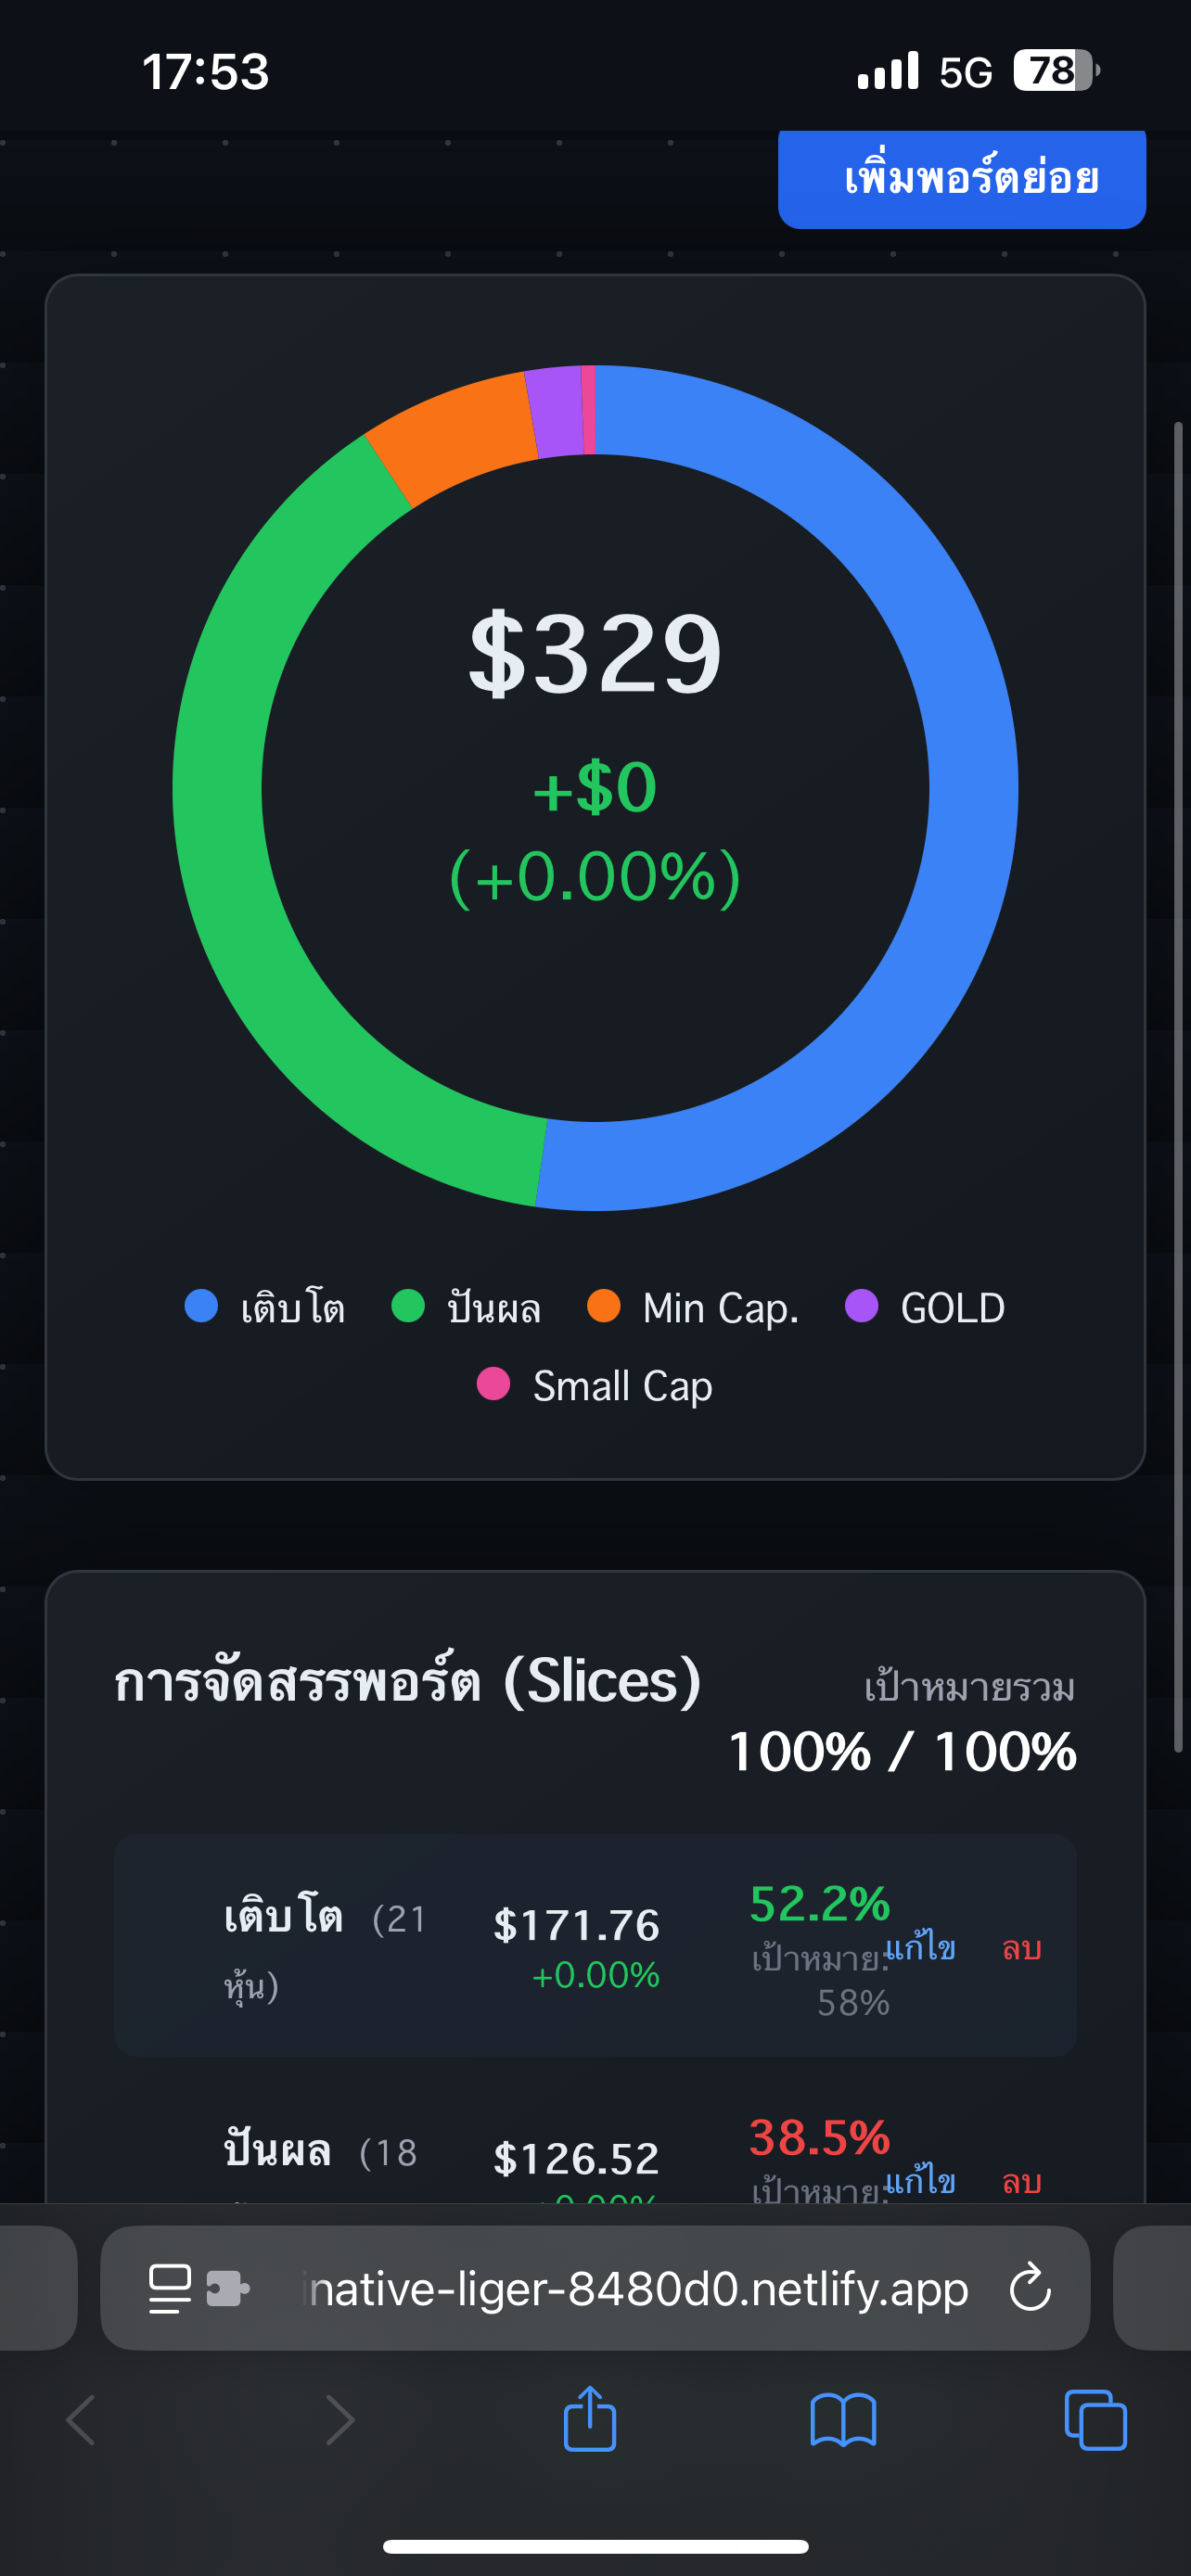 17:53
5G 78
เพิ่มพอร์ตย่อย
$329
+$0
(+0.00%)
เติบโต ปันผล Min Cap. GOLD
Small Cap
การจัดสรรพอร์ต (Slices)
เป้าหมายรวม
100% / 100%
เติบโต (21
หุ้น)
$171.76
+0.00%
52.2%
เป้าหมาย:
58%
แก้ไข ลบ
ปันผล (18
$126.52
+0.00%
38.5%
เป้าหมาย:
แก้ไข ลบ
native-liger-8480d0.netlify.app